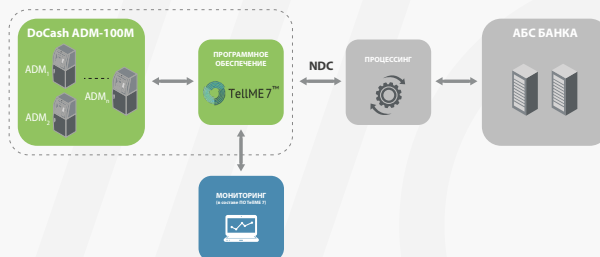 DoCash ADM-100M
ADM₁
ADMₙ
ADM₂
ПРОГРАММНОЕ
ОБЕСПЕЧЕНИЕ
TellME 7™
NDC
ПРОЦЕССИНГ
АБС БАНКА
МОНИТОРИНГ
(в составе ПО TellME 7)